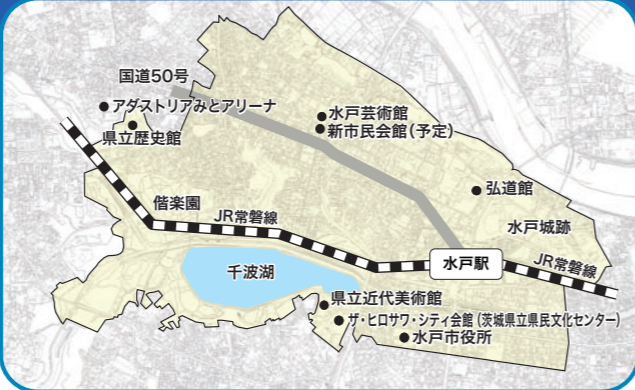 国道50号
アダストリアみとアリーナ
県立歴史館
水戸芸術館
新市民会館(予定)
弘道館
偕楽園
JR常磐線
水戸城跡
水戸駅
JR常磐線
千波湖
県立近代美術館
ザ・ヒロサワ・シティ会館(茨城県立県民文化センター)
水戸市役所